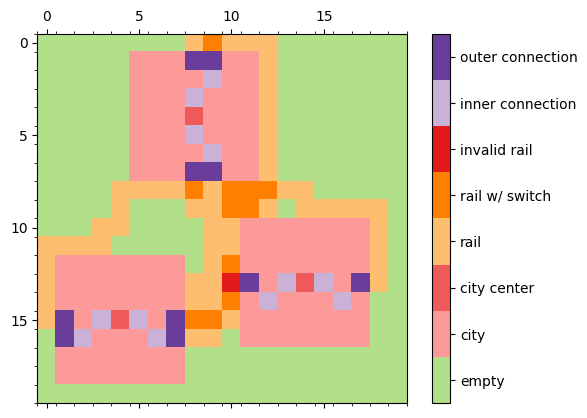 0 5 10 15
0
5
10
15
outer connection
inner connection
invalid rail
rail w/ switch
rail
city center
city
empty